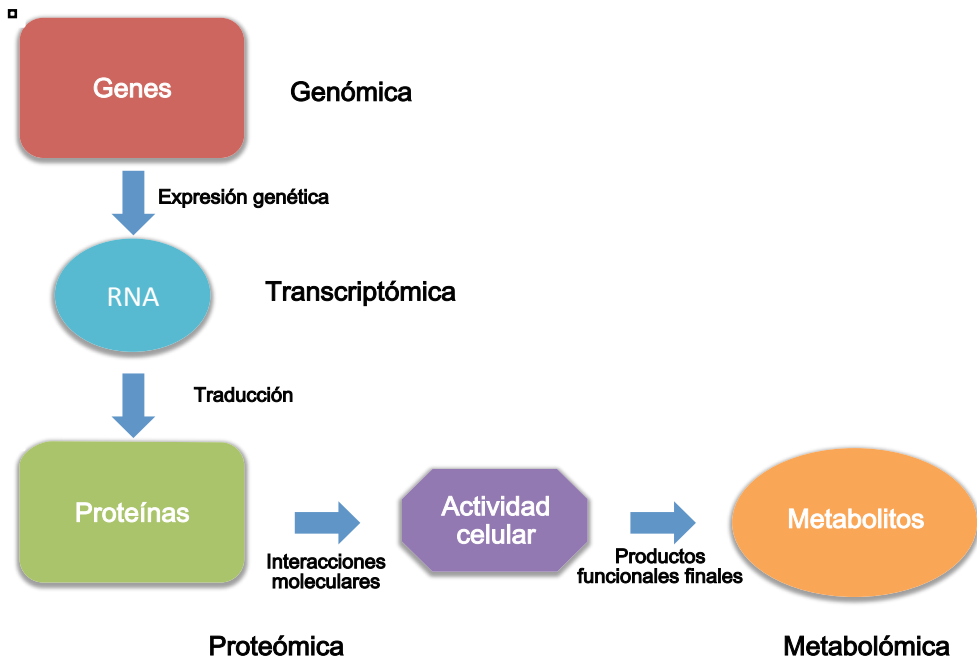 Genes
Genómica
Expresión genética
RNA
Transcriptómica
Traducción
Proteínas
Interacciones
moleculares
Actividad
celular
Productos
funcionales finales
Metabolitos
Proteómica
Metabolómica